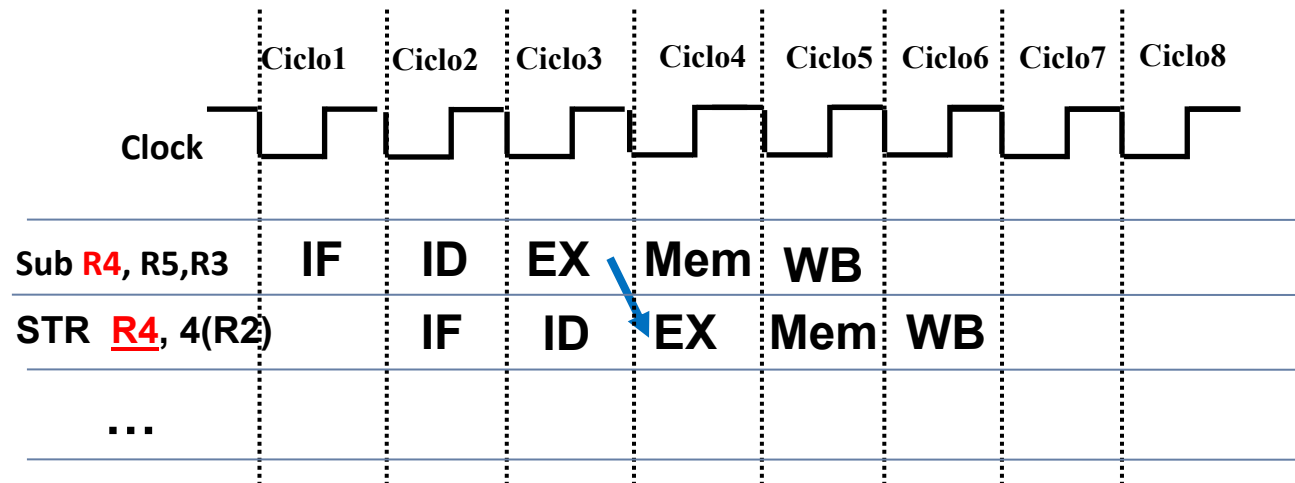 Ciclo1 Ciclo2 Ciclo3 Ciclo4 Ciclo5 Ciclo6 Ciclo7 Ciclo8
Clock
Sub R4, R5,R3 IF ID EX Mem WB
STR R4, 4(R2) IF ID EX Mem WB
...